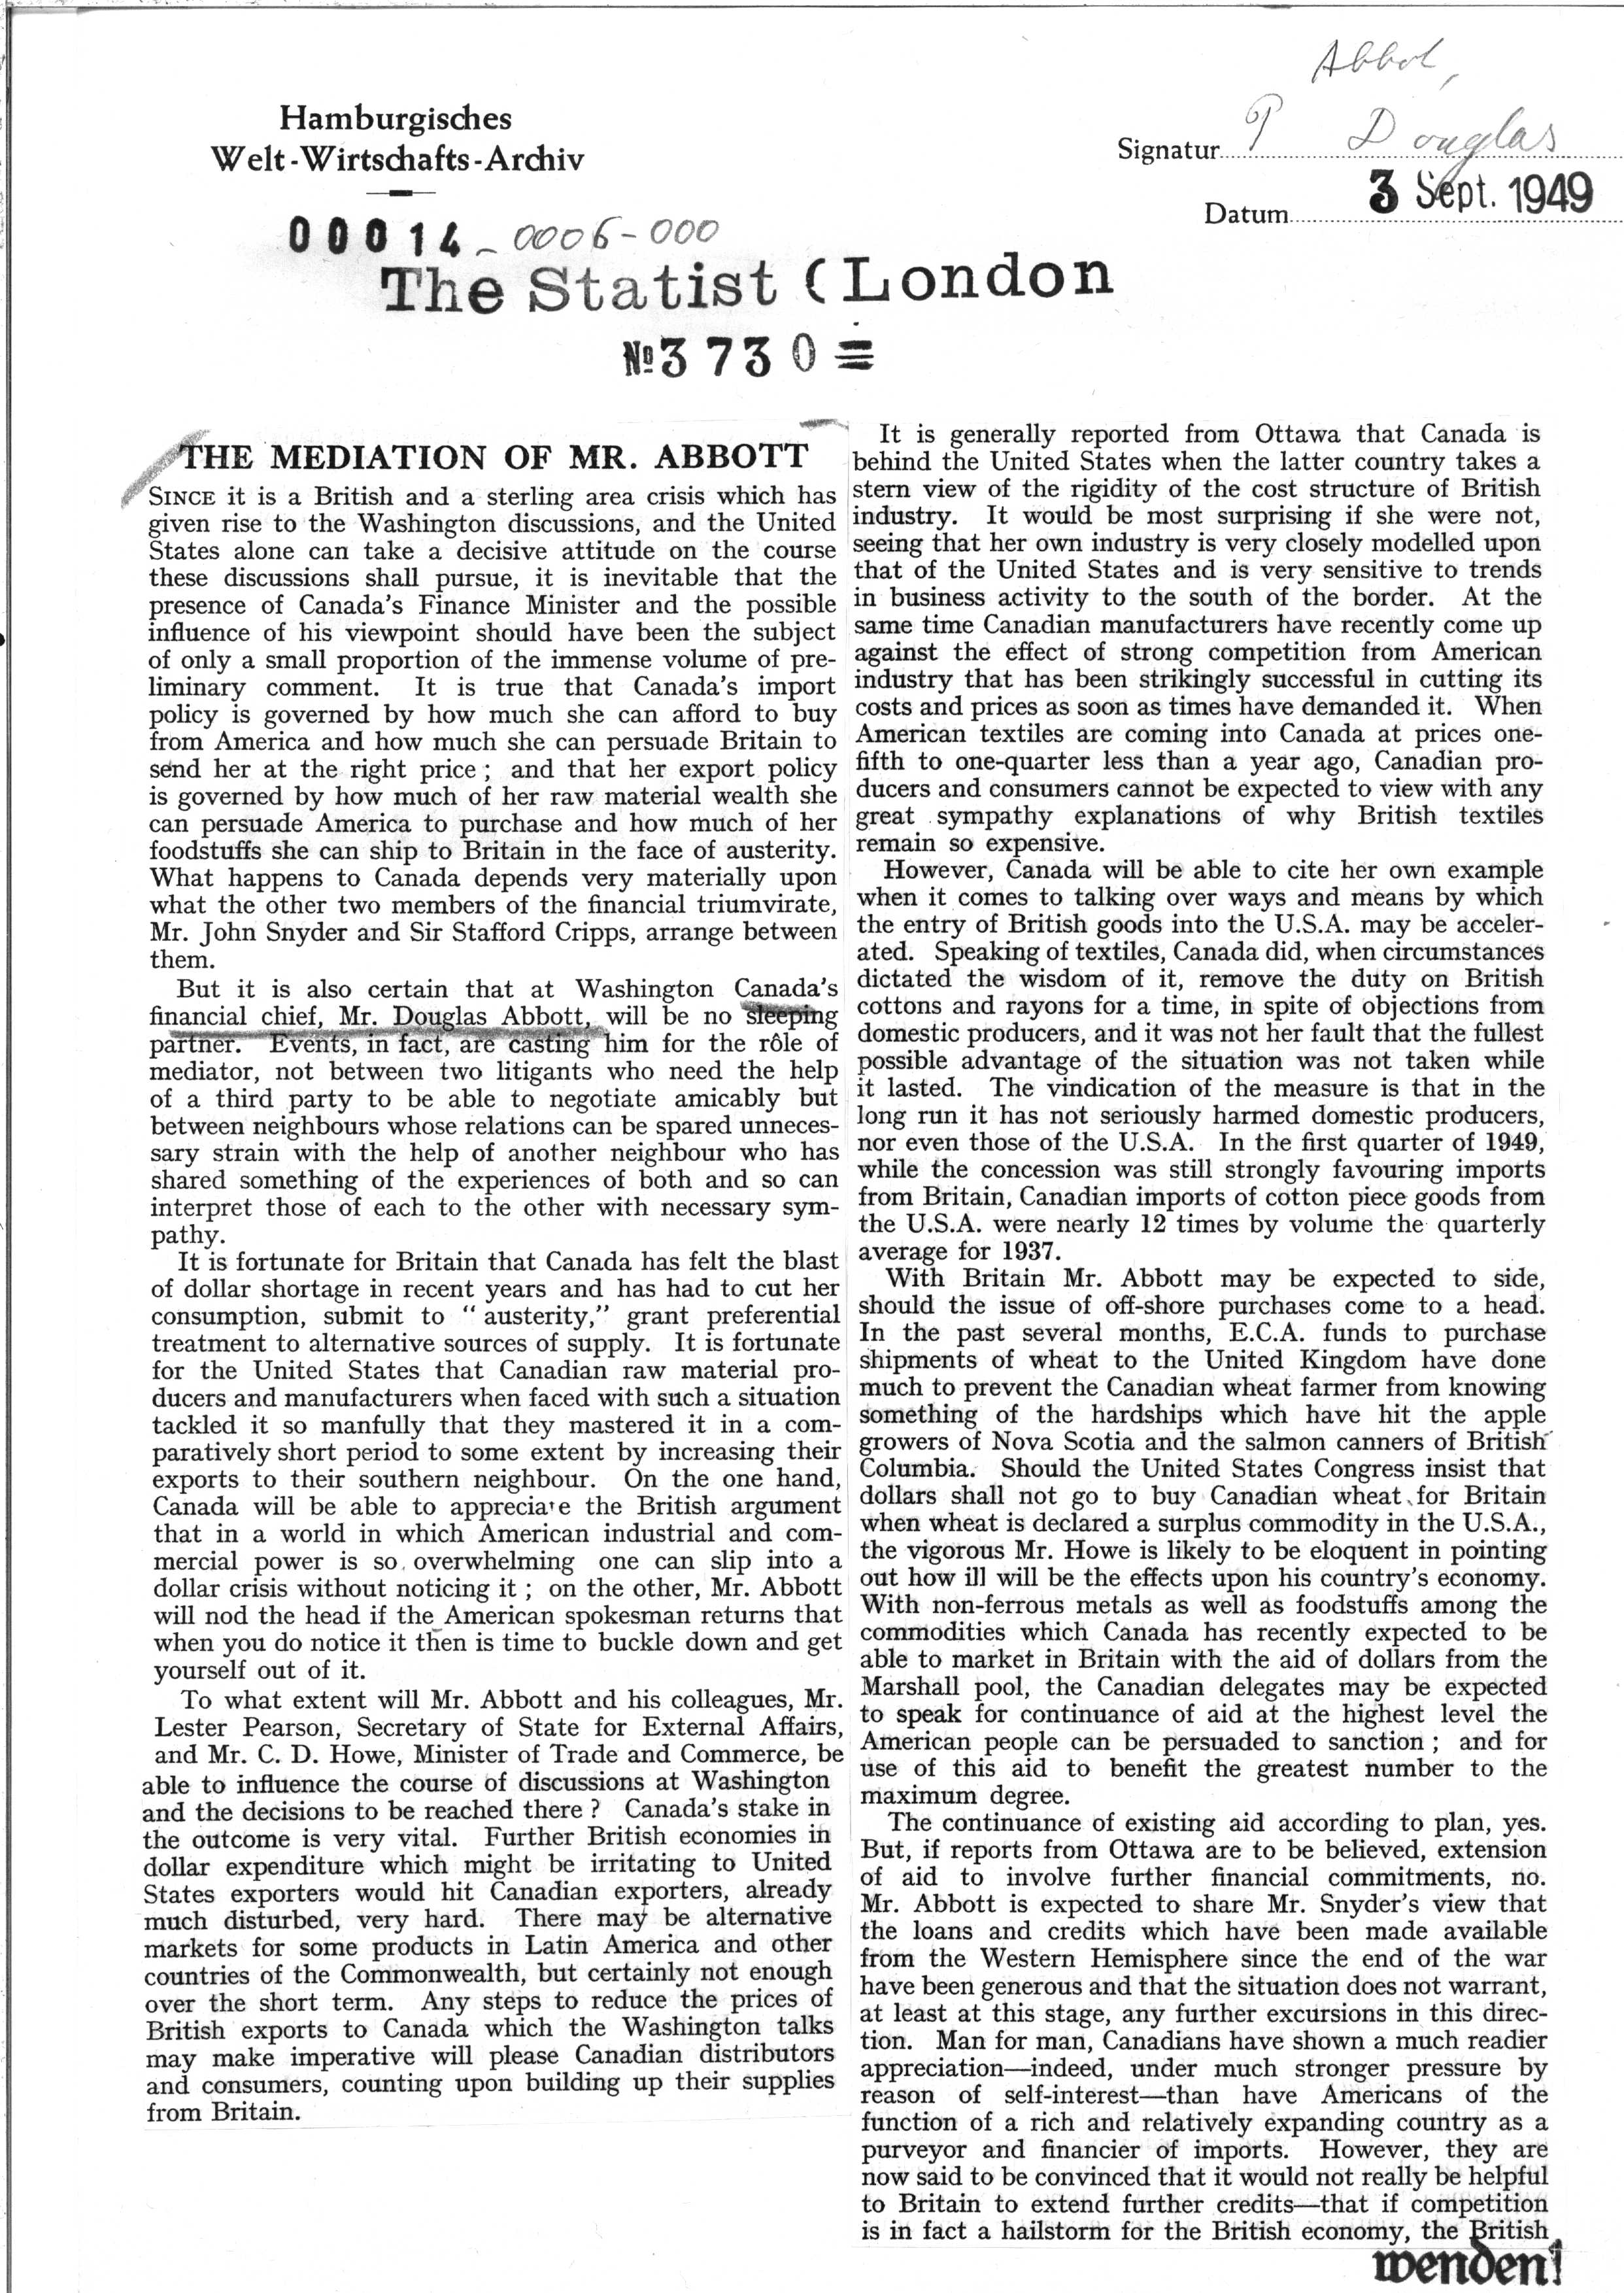 Abbot,
Hamburgisches
Welt-Wirtschafts-Archiv
Signatur P Douglas
Datum 3 Sept. 1949
00014-0006-000
The Statist (London
№3730=
THE MEDIATION OF MR. ABBOTT
SINCE it is a British and a sterling area crisis which has
given rise to the Washington discussions, and the United
States alone can take a decisive attitude on the course
these discussions shall pursue, it is inevitable that the
presence of Canada's Finance Minister and the possible
influence of his viewpoint should have been the subject
of only a small proportion of the immense volume of pre-
liminary comment. It is true that Canada's import
policy is governed by how much she can afford to buy
from America and how much she can persuade Britain to
send her at the right price ; and that her export policy
is governed by how much of her raw material wealth she
can persuade America to purchase and how much of her
foodstuffs she can ship to Britain in the face of austerity.
What happens to Canada depends very materially upon
what the other two members of the financial triumvirate,
Mr. John Snyder and Sir Stafford Cripps, arrange between
them.
But it is also certain that at Washington Canada's
financial chief, Mr. Douglas Abbott, will be no sleeping
partner. Events, in fact, are casting him for the rôle of
mediator, not between two litigants who need the help
of a third party to be able to negotiate amicably but
between neighbours whose relations can be spared unneces-
sary strain with the help of another neighbour who has
shared something of the experiences of both and so can
interpret those of each to the other with necessary sym-
pathy.
It is fortunate for Britain that Canada has felt the blast
of dollar shortage in recent years and has had to cut her
consumption, submit to " austerity," grant preferential
treatment to alternative sources of supply. It is fortunate
for the United States that Canadian raw material pro-
ducers and manufacturers when faced with such a situation
tackled it so manfully that they mastered it in a com-
paratively short period to some extent by increasing their
exports to their southern neighbour. On the one hand,
Canada will be able to appreciate the British argument
that in a world in which American industrial and com-
mercial power is so overwhelming one can slip into a
dollar crisis without noticing it ; on the other, Mr. Abbott
will nod the head if the American spokesman returns that
when you do notice it then is time to buckle down and get
yourself out of it.
To what extent will Mr. Abbott and his colleagues, Mr.
Lester Pearson, Secretary of State for External Affairs,
and Mr. C. D. Howe, Minister of Trade and Commerce, be
able to influence the course of discussions at Washington
and the decisions to be reached there ? Canada's stake in
the outcome is very vital. Further British economies in
dollar expenditure which might be irritating to United
States exporters would hit Canadian exporters, already
much disturbed, very hard. There may be alternative
markets for some products in Latin America and other
countries of the Commonwealth, but certainly not enough
over the short term. Any steps to reduce the prices of
British exports to Canada which the Washington talks
may make imperative will please Canadian distributors
and consumers, counting upon building up their supplies
from Britain.
It is generally reported from Ottawa that Canada is
behind the United States when the latter country takes a
stern view of the rigidity of the cost structure of British
industry. It would be most surprising if she were not,
seeing that her own industry is very closely modelled upon
that of the United States and is very sensitive to trends
in business activity to the south of the border. At the
same time Canadian manufacturers have recently come up
against the effect of strong competition from American
industry that has been strikingly successful in cutting its
costs and prices as soon as times have demanded it. When
American textiles are coming into Canada at prices one-
fifth to one-quarter less than a year ago, Canadian pro-
ducers and consumers cannot be expected to view with any
great sympathy explanations of why British textiles
remain so expensive.
However, Canada will be able to cite her own example
when it comes to talking over ways and means by which
the entry of British goods into the U.S.A. may be acceler-
ated. Speaking of textiles, Canada did, when circumstances
dictated the wisdom of it, remove the duty on British
cottons and rayons for a time, in spite of objections from
domestic producers, and it was not her fault that the fullest
possible advantage of the situation was not taken while
it lasted. The vindication of the measure is that in the
long run it has not seriously harmed domestic producers,
nor even those of the U.S.A. In the first quarter of 1949,
while the concession was still strongly favouring imports
from Britain, Canadian imports of cotton piece goods from
the U.S.A. were nearly 12 times by volume the quarterly
average for 1937.
With Britain Mr. Abbott may be expected to side,
should the issue of off-shore purchases come to a head.
In the past several months, E.C.A. funds to purchase
shipments of wheat to the United Kingdom have done
much to prevent the Canadian wheat farmer from knowing
something of the hardships which have hit the apple
growers of Nova Scotia and the salmon canners of British
Columbia. Should the United States Congress insist that
dollars shall not go to buy Canadian wheat for Britain
when wheat is declared a surplus commodity in the U.S.A.,
the vigorous Mr. Howe is likely to be eloquent in pointing
out how ill will be the effects upon his country's economy.
With non-ferrous metals as well as foodstuffs among the
commodities which Canada has recently expected to be
able to market in Britain with the aid of dollars from the
Marshall pool, the Canadian delegates may be expected
to speak for continuance of aid at the highest level the
American people can be persuaded to sanction ; and for
use of this aid to benefit the greatest number to the
maximum degree.
The continuance of existing aid according to plan, yes.
But, if reports from Ottawa are to be believed, extension
of aid to involve further financial commitments, no.
Mr. Abbott is expected to share Mr. Snyder's view that
the loans and credits which have been made available
from the Western Hemisphere since the end of the war
have been generous and that the situation does not warrant,
at least at this stage, any further excursions in this direc-
tion. Man for man, Canadians have shown a much readier
appreciation—indeed, under much stronger pressure by
reason of self-interest—than have Americans of the
function of a rich and relatively expanding country as a
purveyor and financier of imports. However, they are
now said to be convinced that it would not really be helpful
to Britain to extend further credits—that if competition
is in fact a hailstorm for the British economy, the British
wenden!